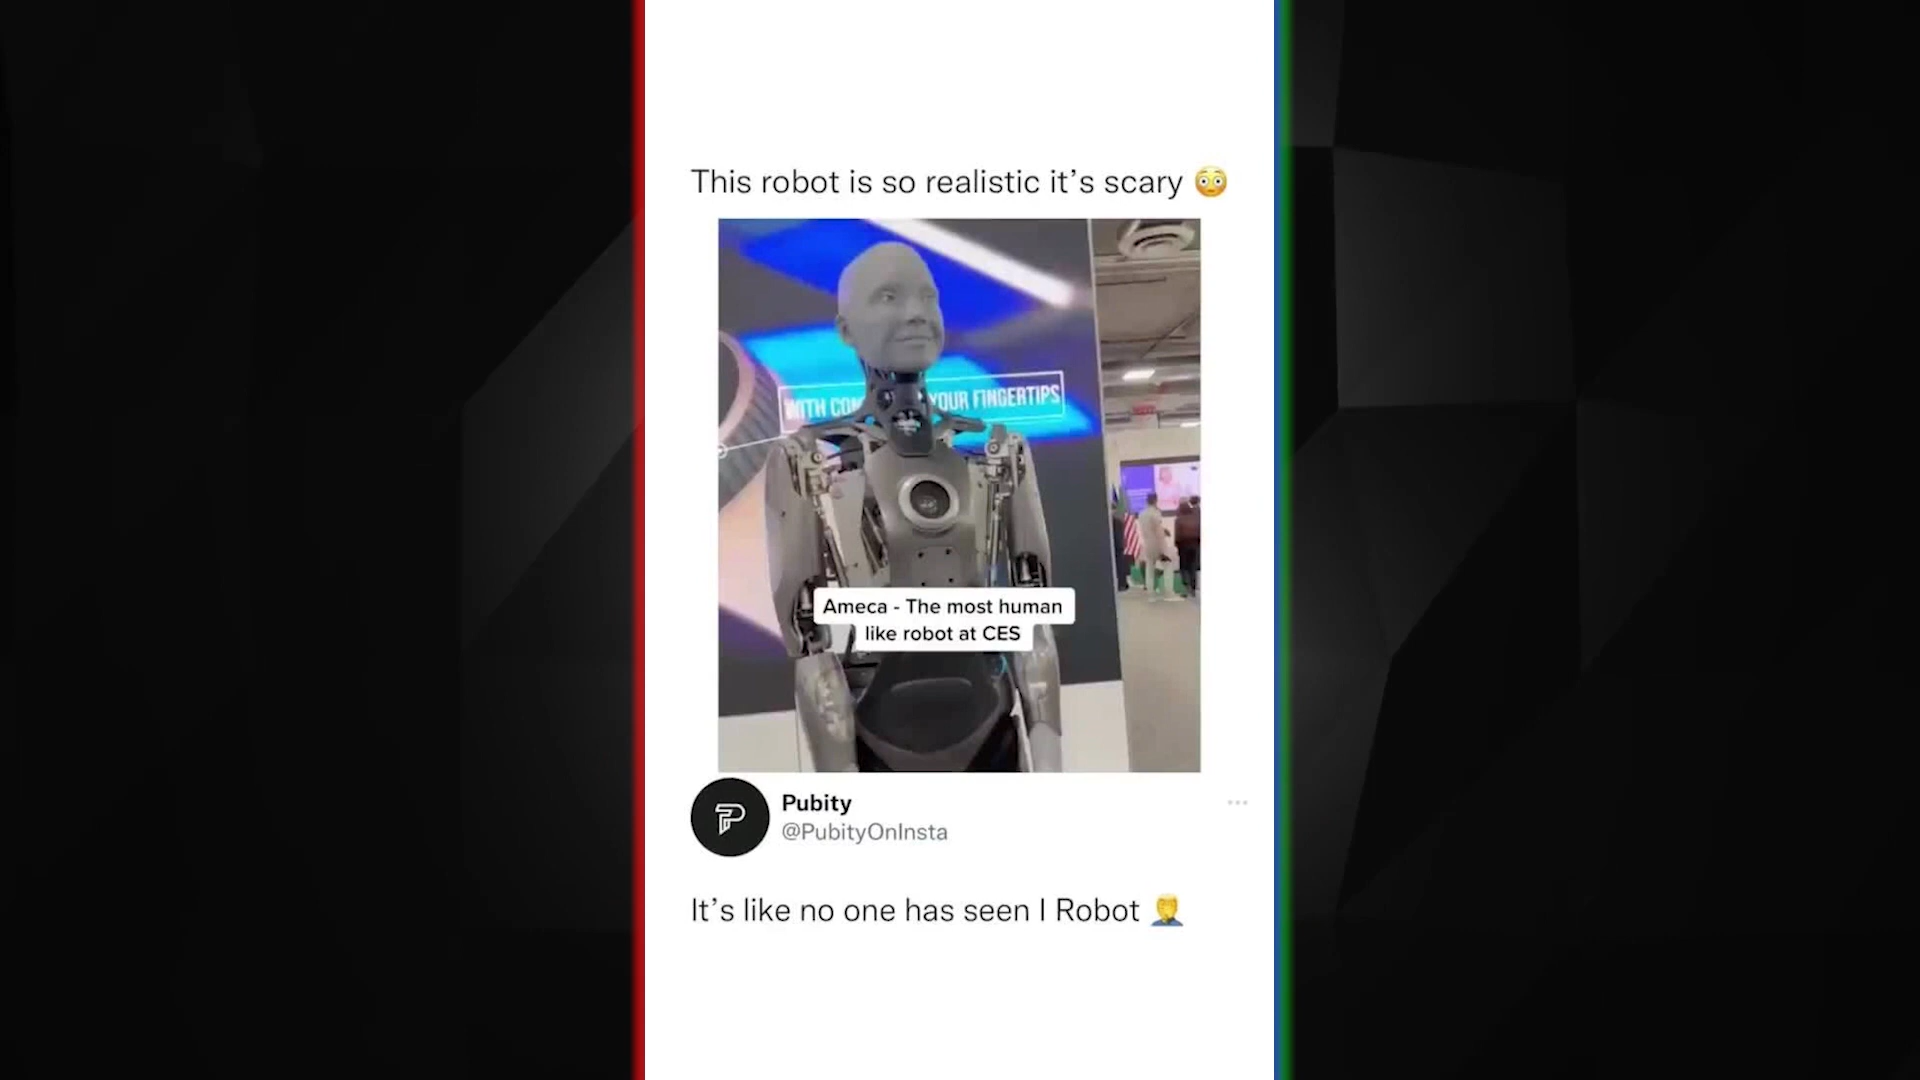 This robot is so realistic it’s scary 😳
WITH CON YOUR FINGERTIPS
Ameca - The most human
like robot at CES
Pubity
@PubityOnInsta
It’s like no one has seen I Robot 🤦‍♂️